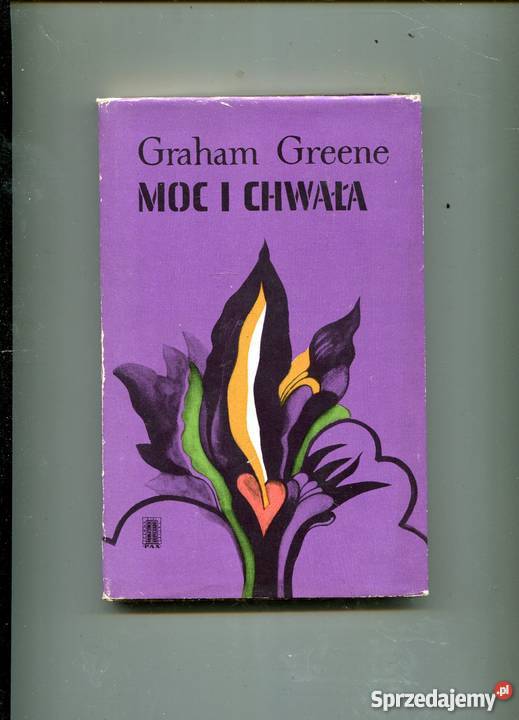 Graham Greene
MOC I CHWAŁA
PAX
Sprzedajemy.pl